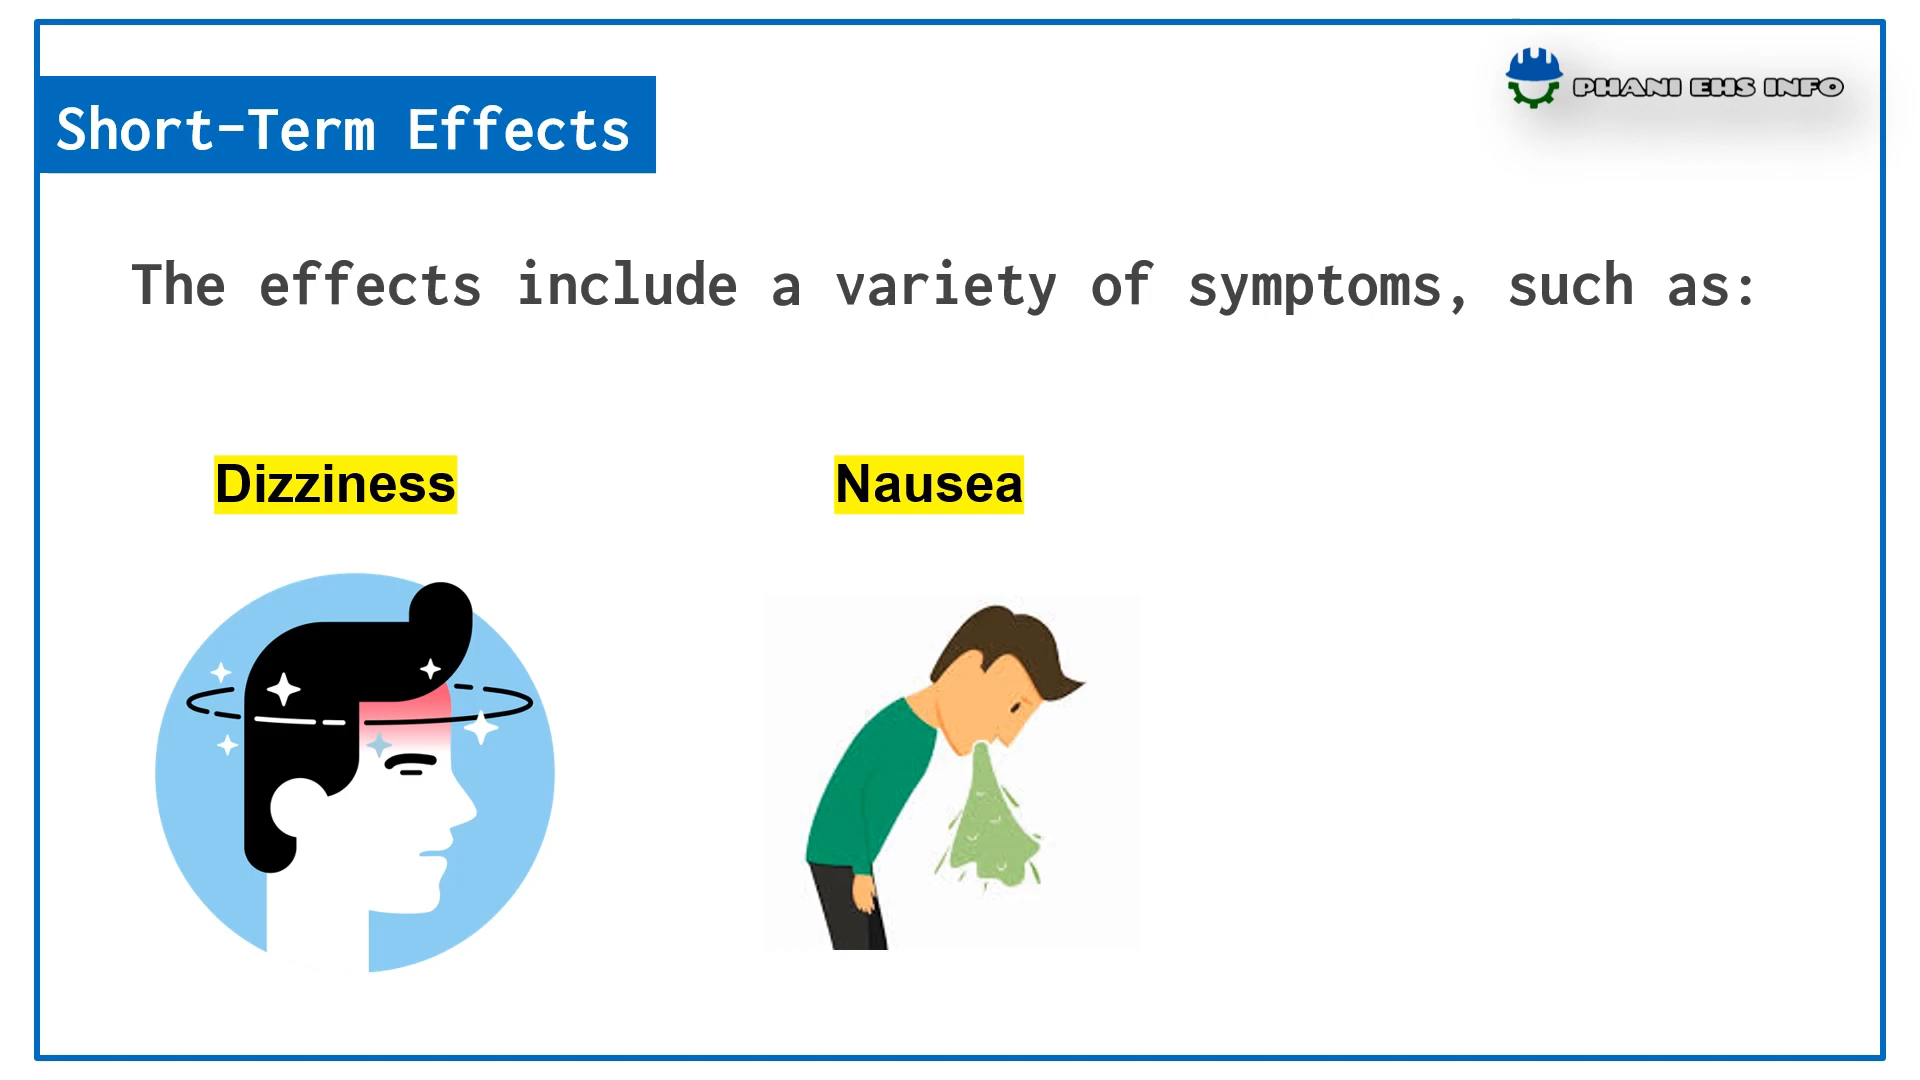 PHANI EHS INFO
Short-Term Effects
The effects include a variety of symptoms, such as:
Dizziness
Nausea